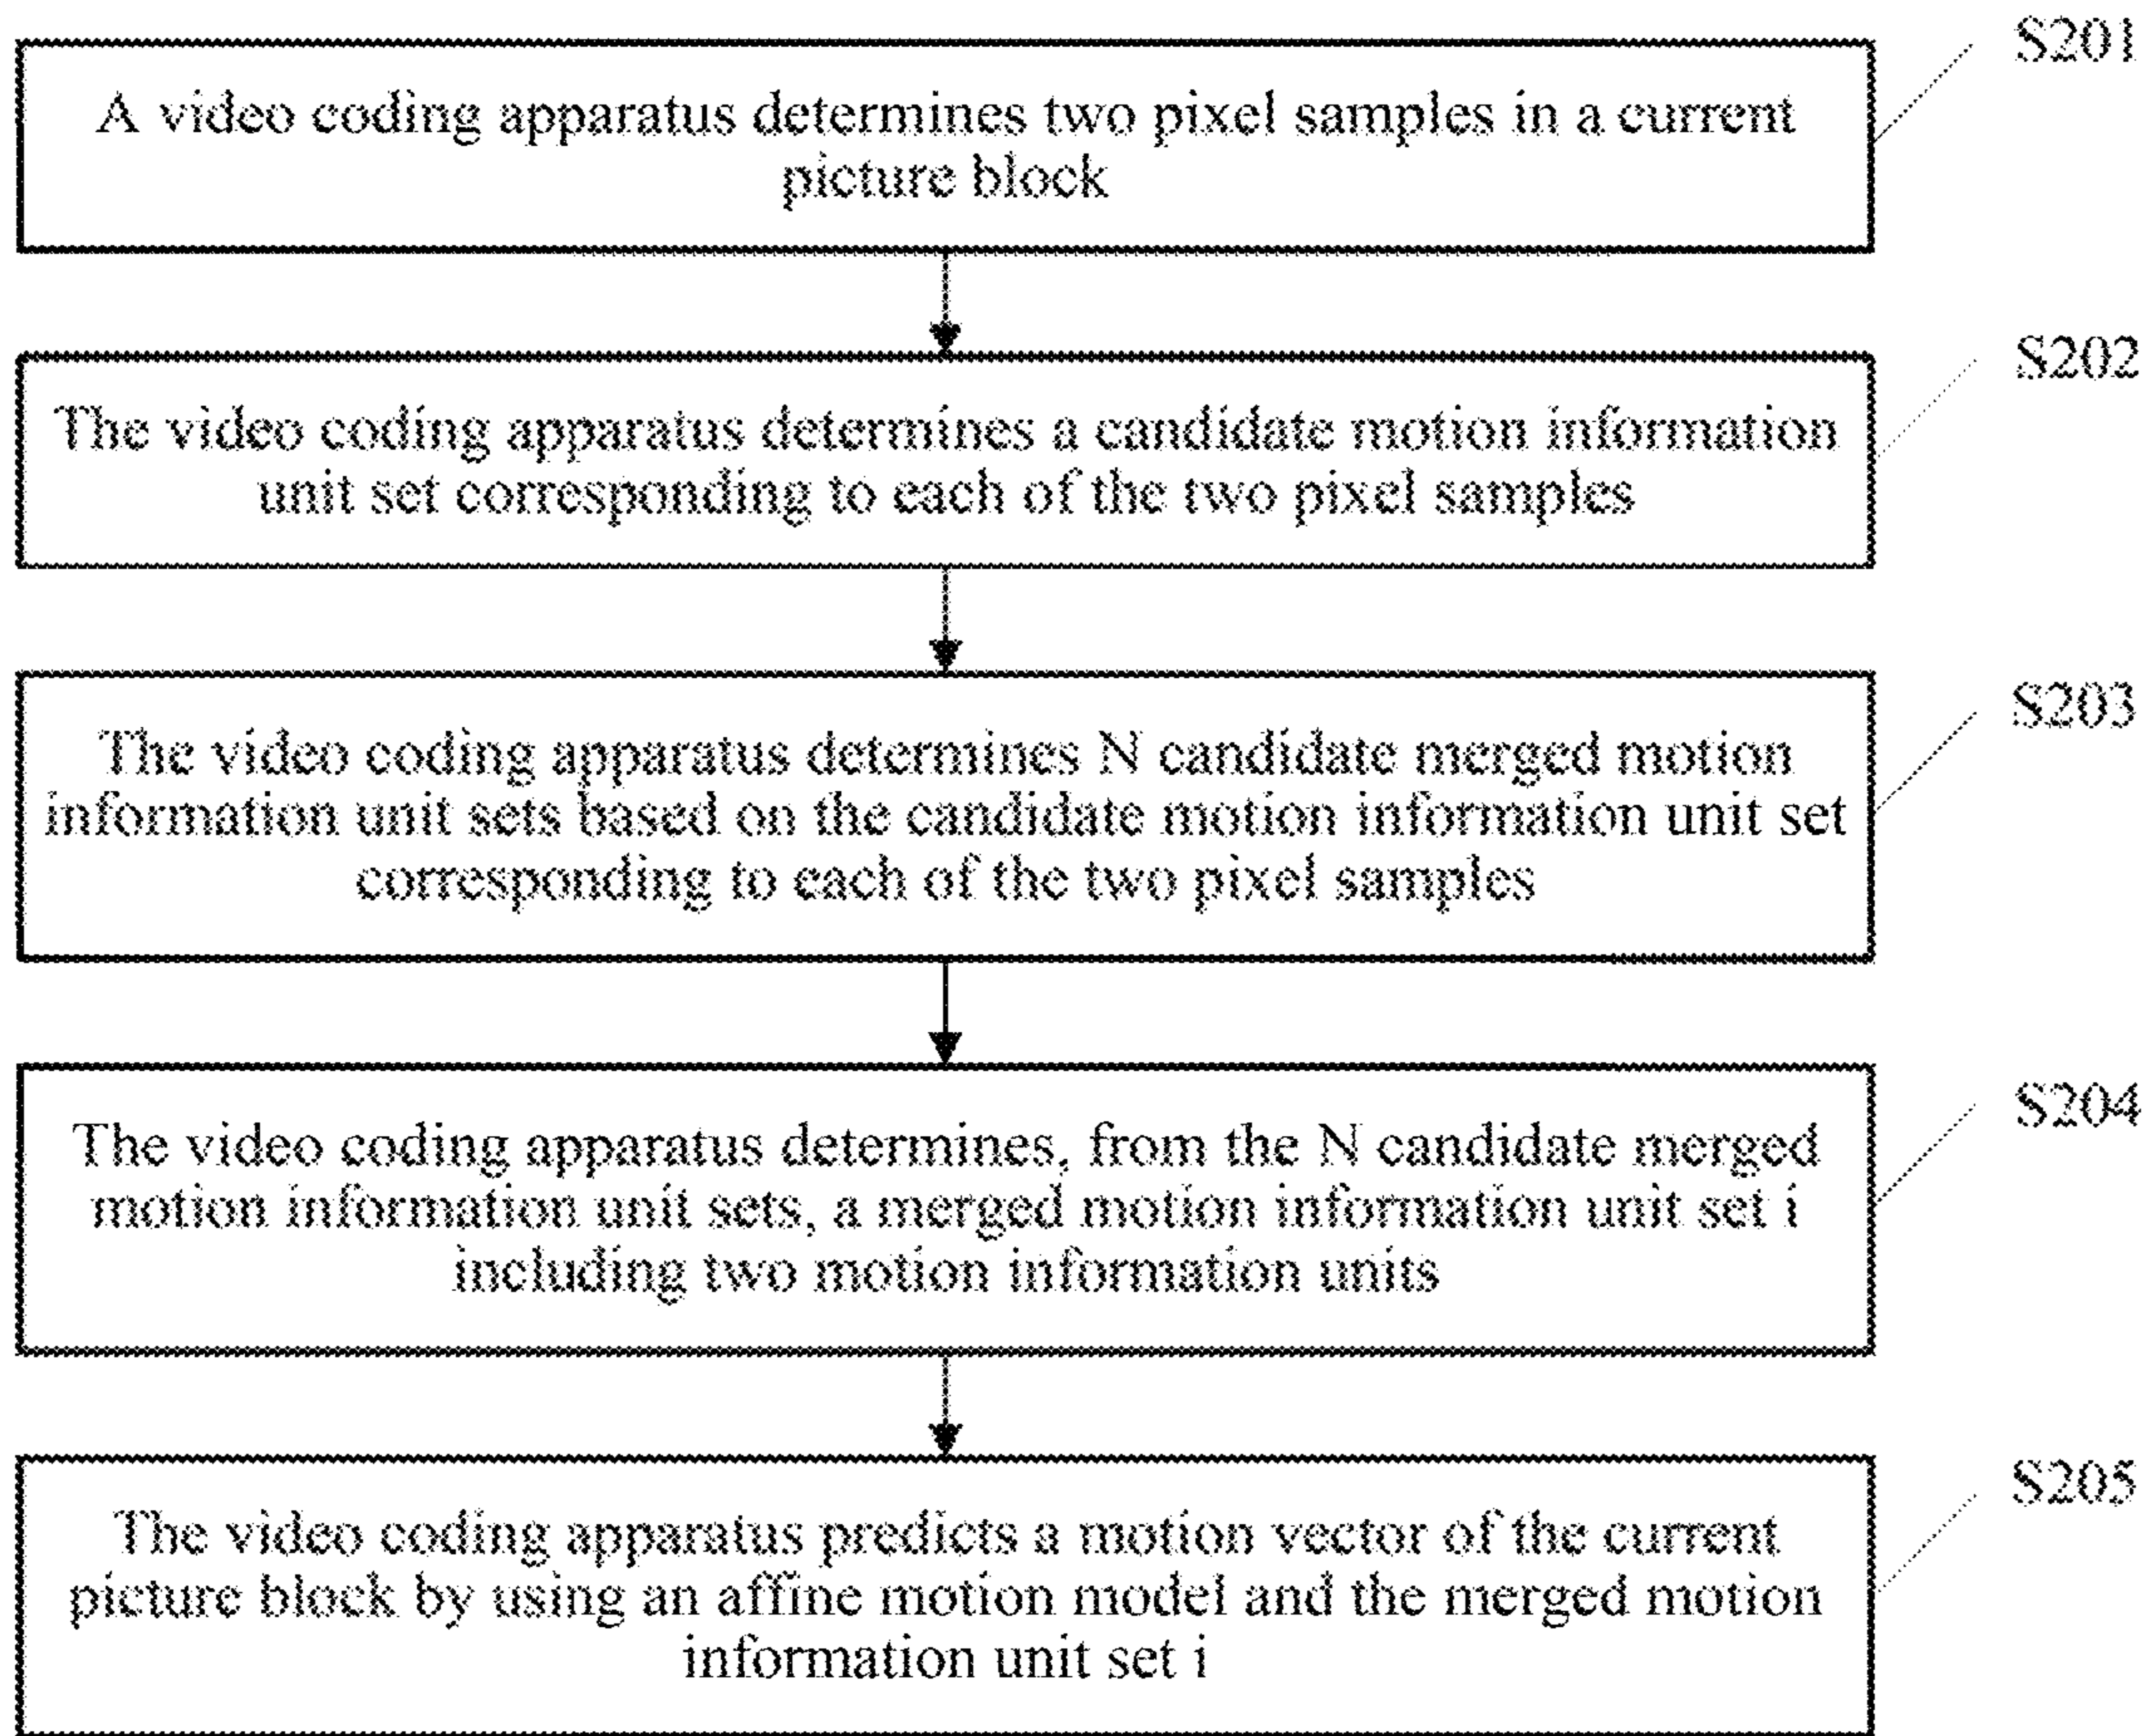 S201
A video coding apparatus determines two pixel samples in a current
picture block
S202
The video coding apparatus determines a candidate motion information
unit set corresponding to each of the two pixel samples
S203
The video coding apparatus determines N candidate merged motion
information unit sets based on the candidate motion information unit set
corresponding to each of the two pixel samples
S204
The video coding apparatus determines, from the N candidate merged
motion information unit sets, a merged motion information unit set i
including two motion information units
S205
The video coding apparatus predicts a motion vector of the current
picture block by using an affine motion model and the merged motion
information unit set i